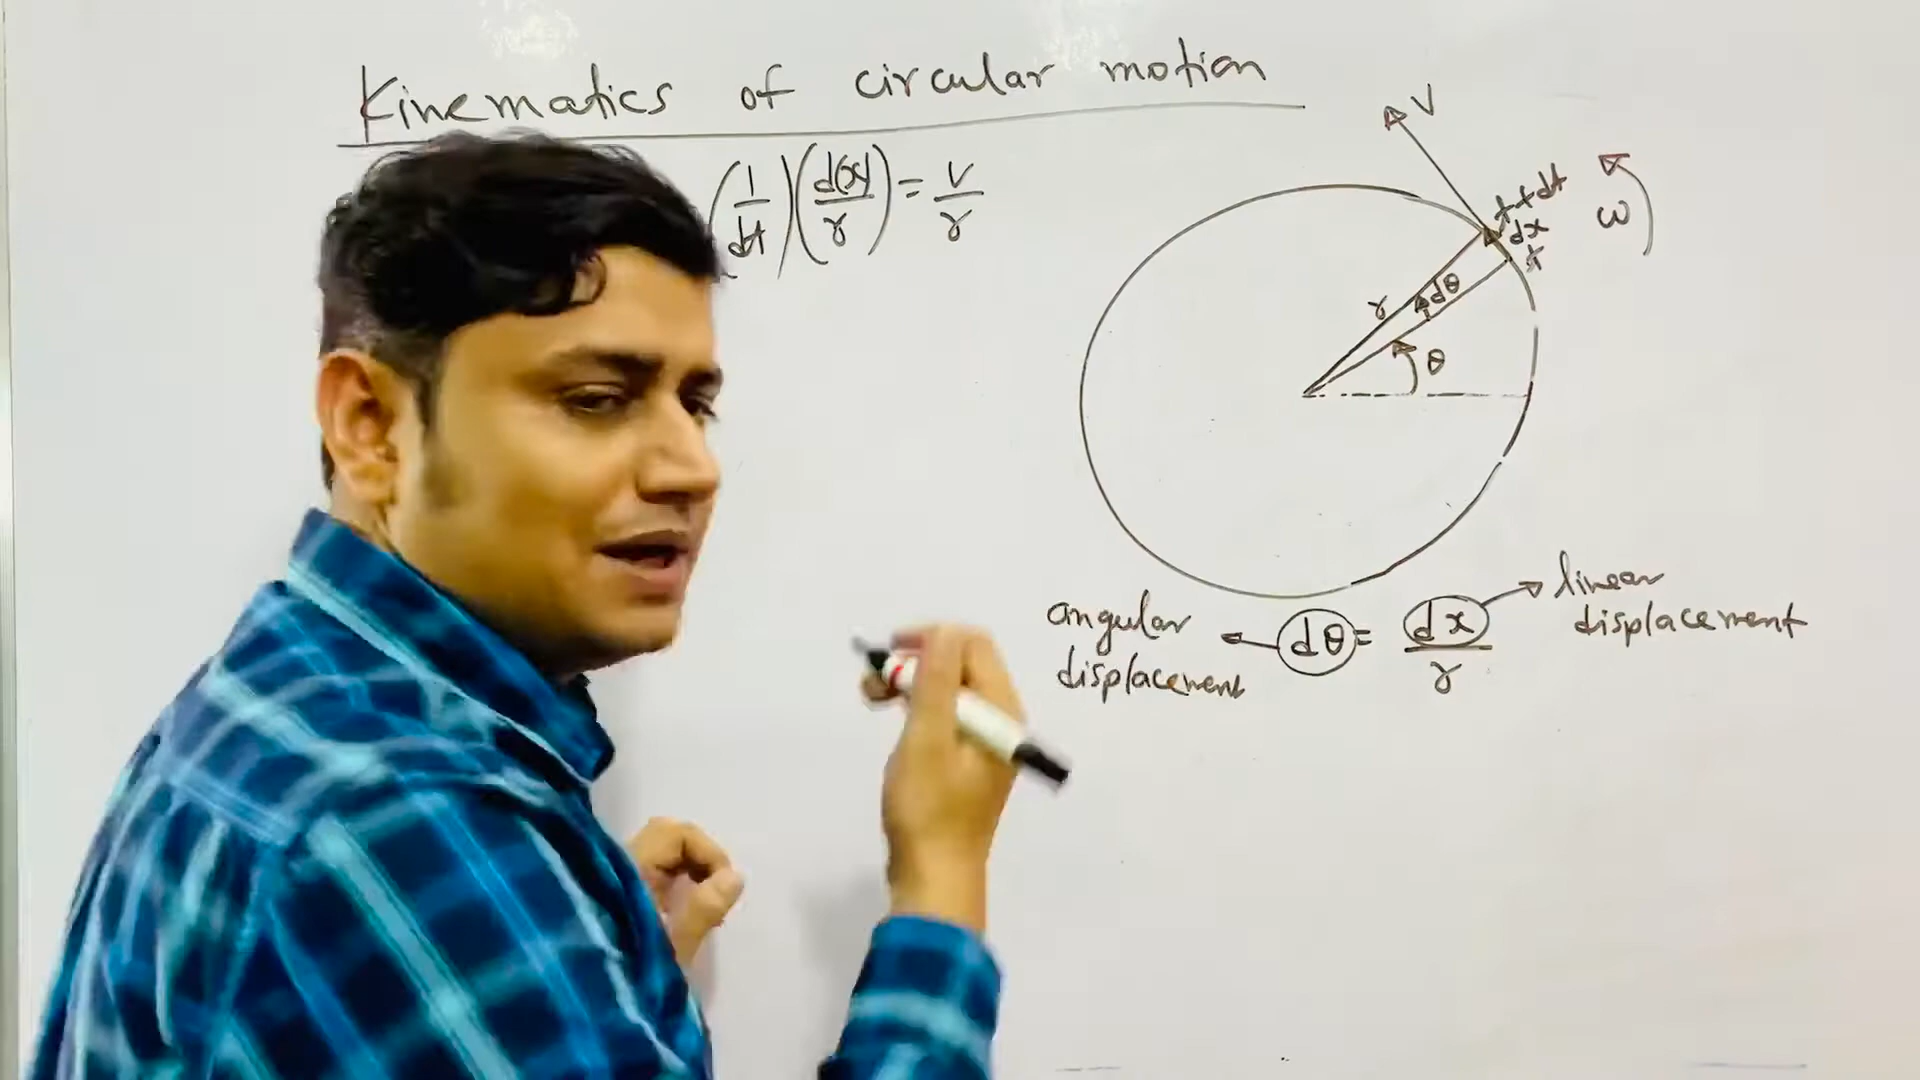 Kinematics of circular motion
(1/dt)(d(x)/r) = v/r
V
t+dt
dx
t
ω
r
dθ
θ
angular displacement
dθ = dx/r
linear displacement